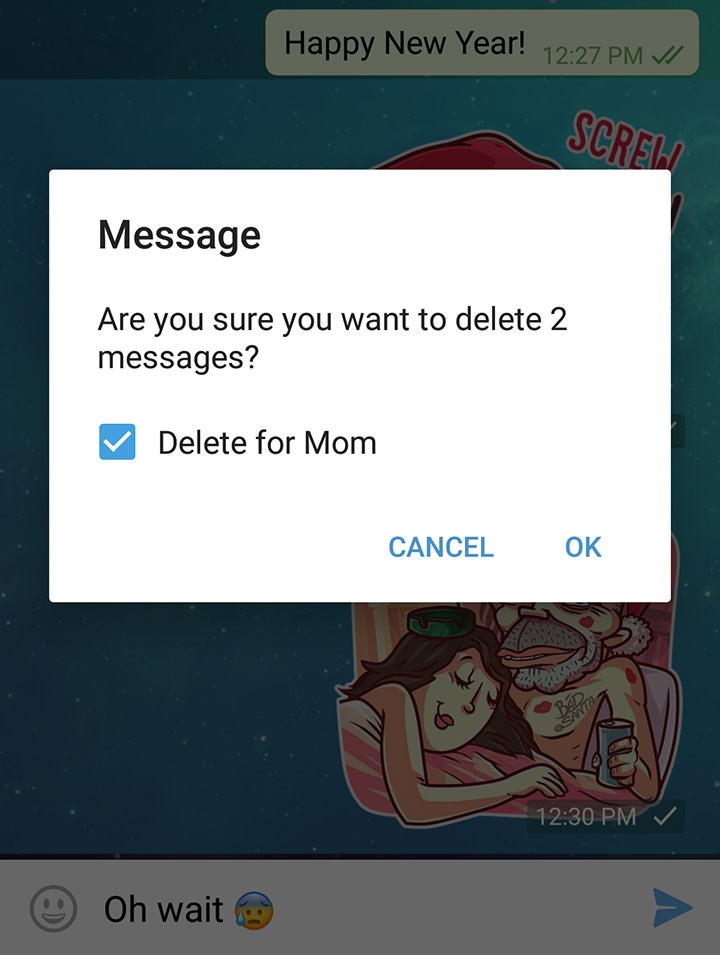 Happy New Year!
12:27 PM
SCREW
Message
Are you sure you want to delete 2
messages?
Delete for Mom
CANCEL OK
BAD
SANTA
12:30 PM
Oh wait 😰